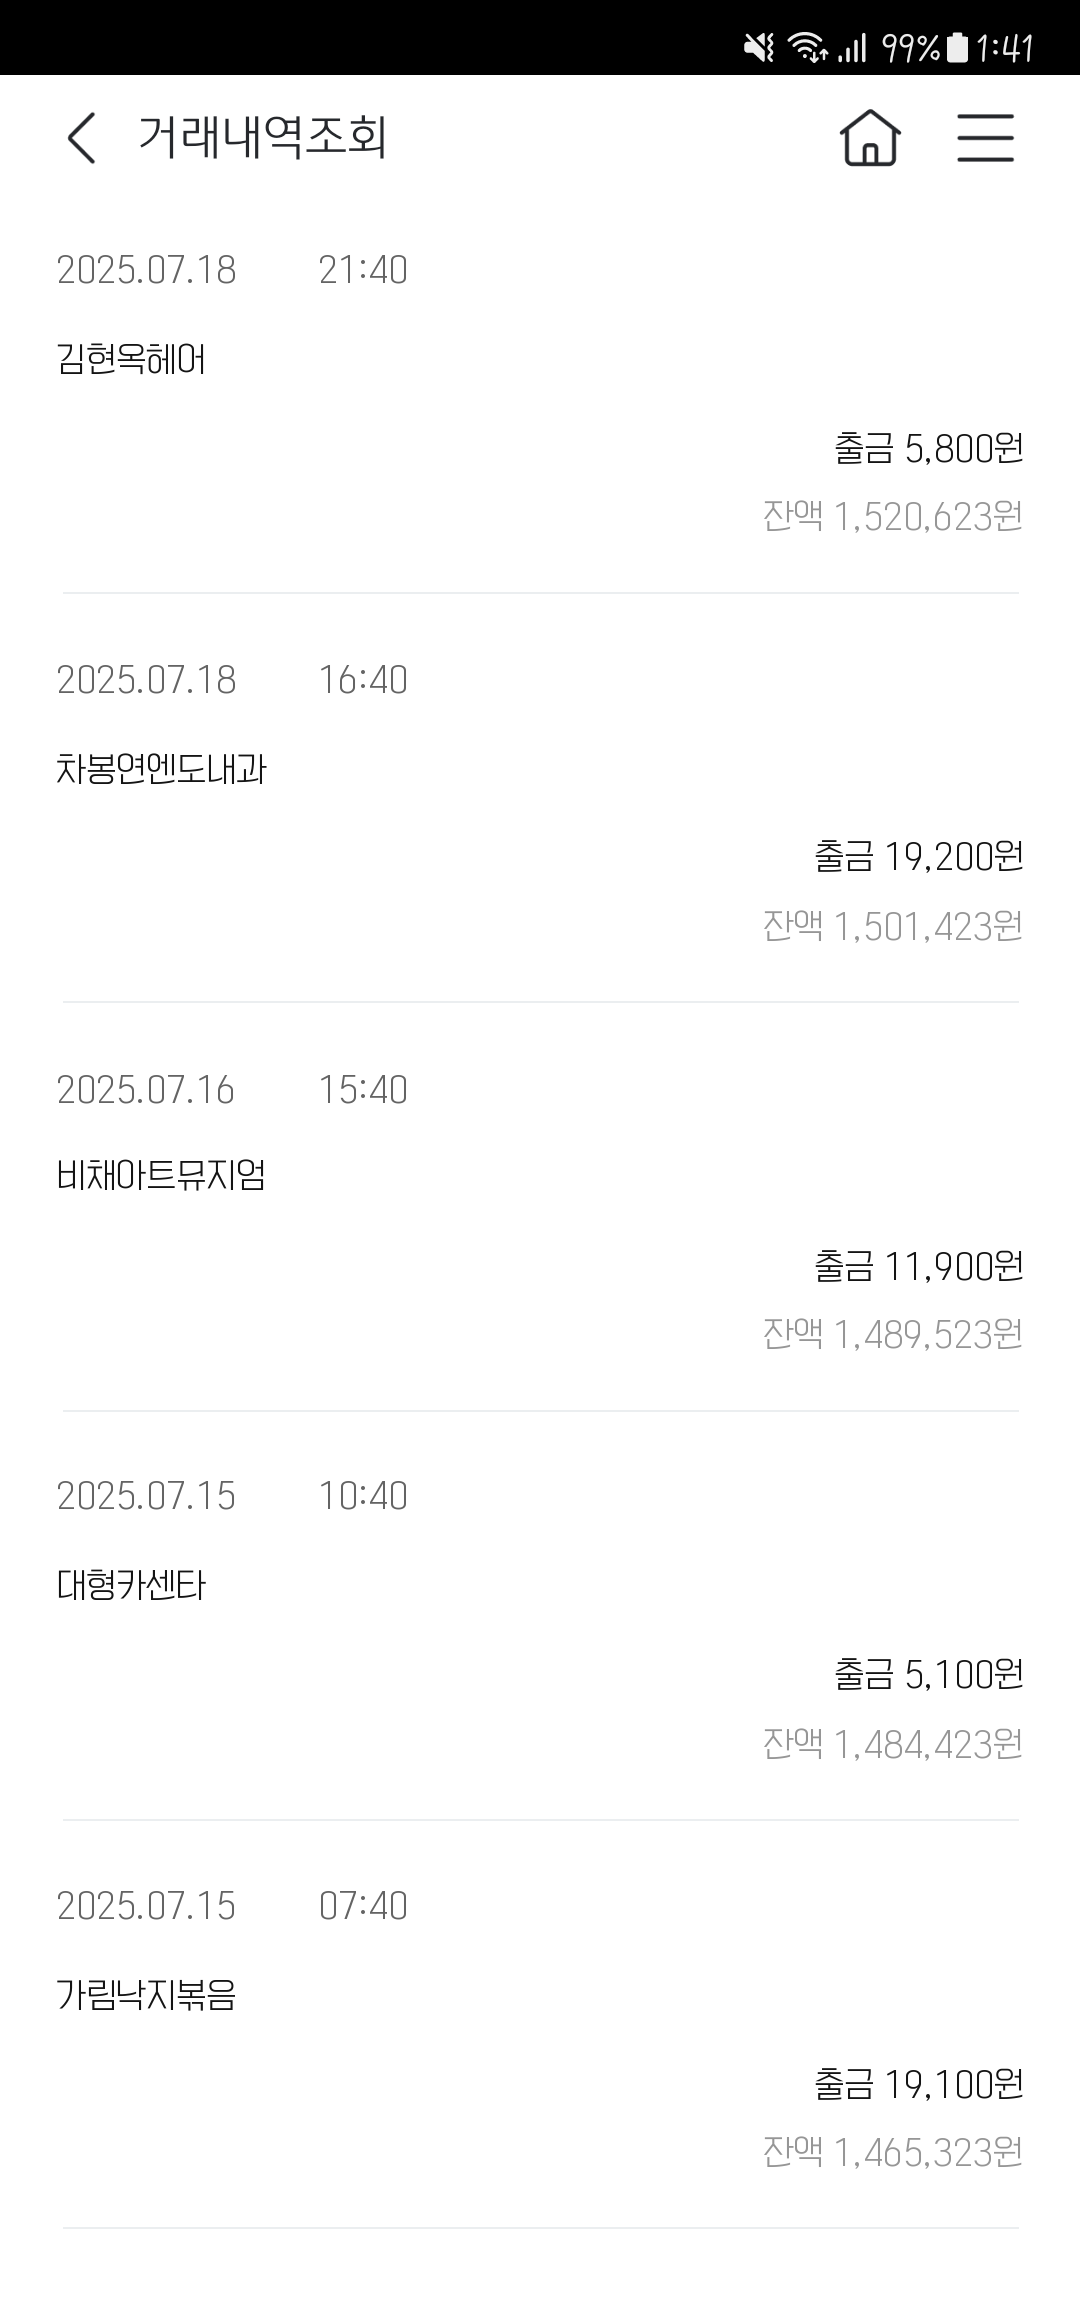 99% 1:41
거래내역조회
2025.07.18 21:40
김현옥헤어
출금 5,800원
잔액 1,520,623원
2025.07.18 16:40
차봉연엔도내과
출금 19,200원
잔액 1,501,423원
2025.07.16 15:40
비채아트뮤지엄
출금 11,900원
잔액 1,489,523원
2025.07.15 10:40
대형카센타
출금 5,100원
잔액 1,484,423원
2025.07.15 07:40
가림낙지볶음
출금 19,100원
잔액 1,465,323원